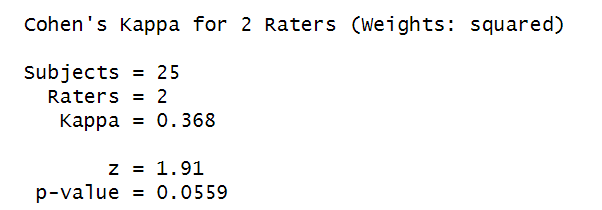 Cohen's Kappa for 2 Raters (Weights: squared)
Subjects = 25
Raters = 2
Kappa = 0.368
z = 1.91
p-value = 0.0559